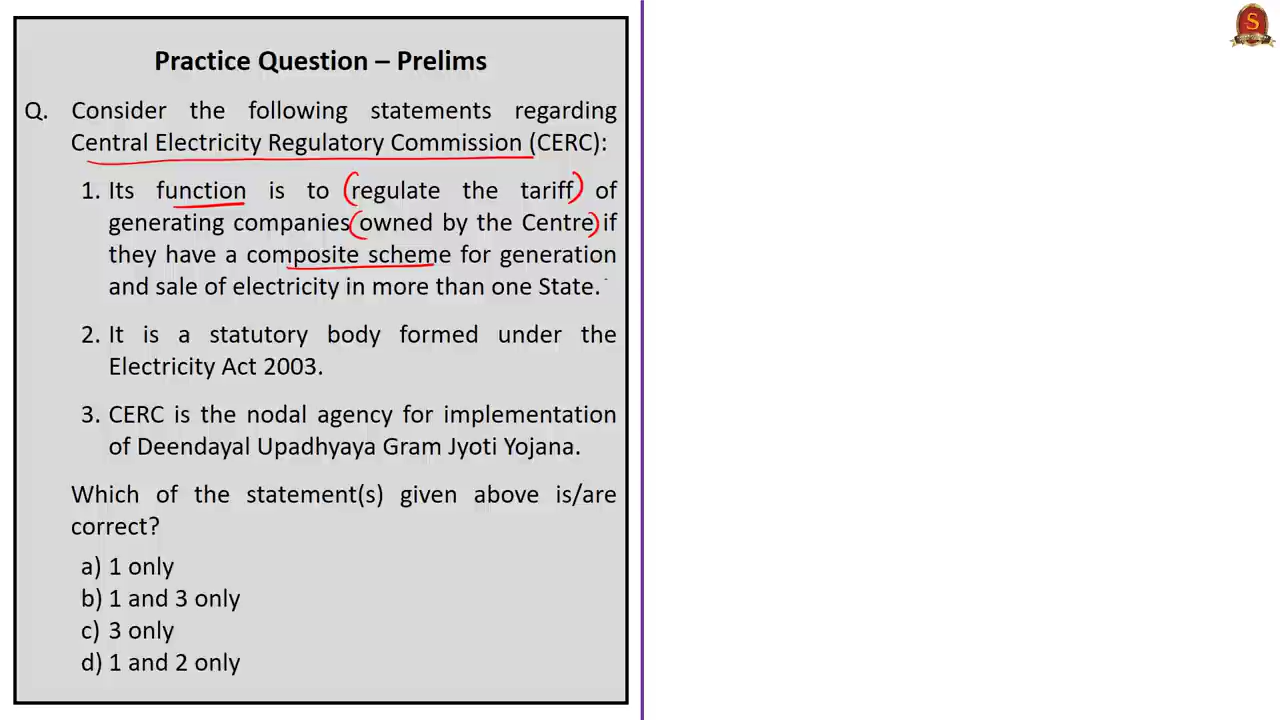 Practice Question – Prelims
Q. Consider the following statements regarding
Central Electricity Regulatory Commission (CERC):
1. Its function is to regulate the tariff of
generating companies owned by the Centre if
they have a composite scheme for generation
and sale of electricity in more than one State.
2. It is a statutory body formed under the
Electricity Act 2003.
3. CERC is the nodal agency for implementation
of Deendayal Upadhyaya Gram Jyoti Yojana.
Which of the statement(s) given above is/are
correct?
a) 1 only
b) 1 and 3 only
c) 3 only
d) 1 and 2 only
S